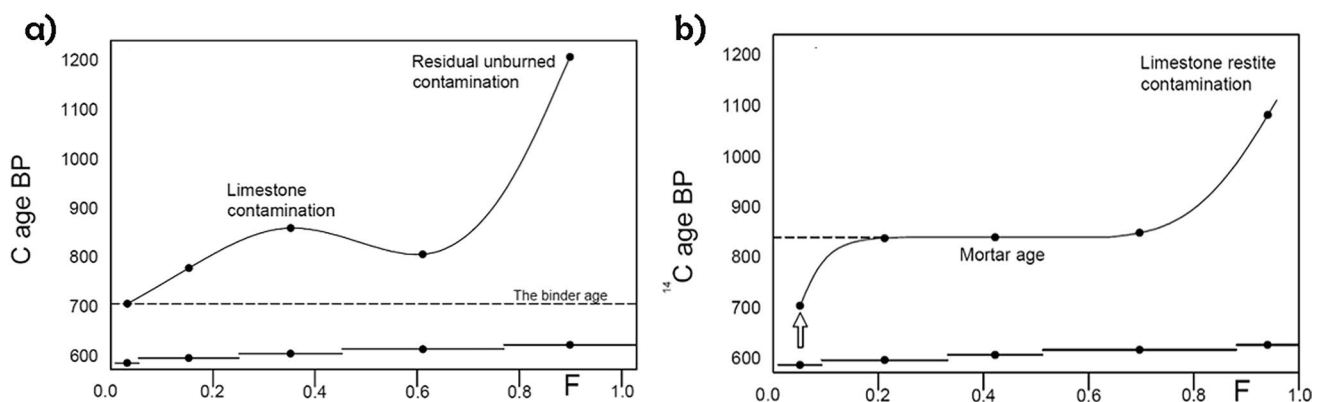 a)
C age BP
1200
1100
1000
900
800
700
600
Residual unburned
contamination
Limestone
contamination
The binder age
0.0
0.2
0.4
0.6
0.8
F
1.0
b)
14C age BP
1200
1100
1000
900
800
700
600
Limestone restite
contamination
Mortar age
0.0
0.2
0.4
0.6
0.8
F
1.0